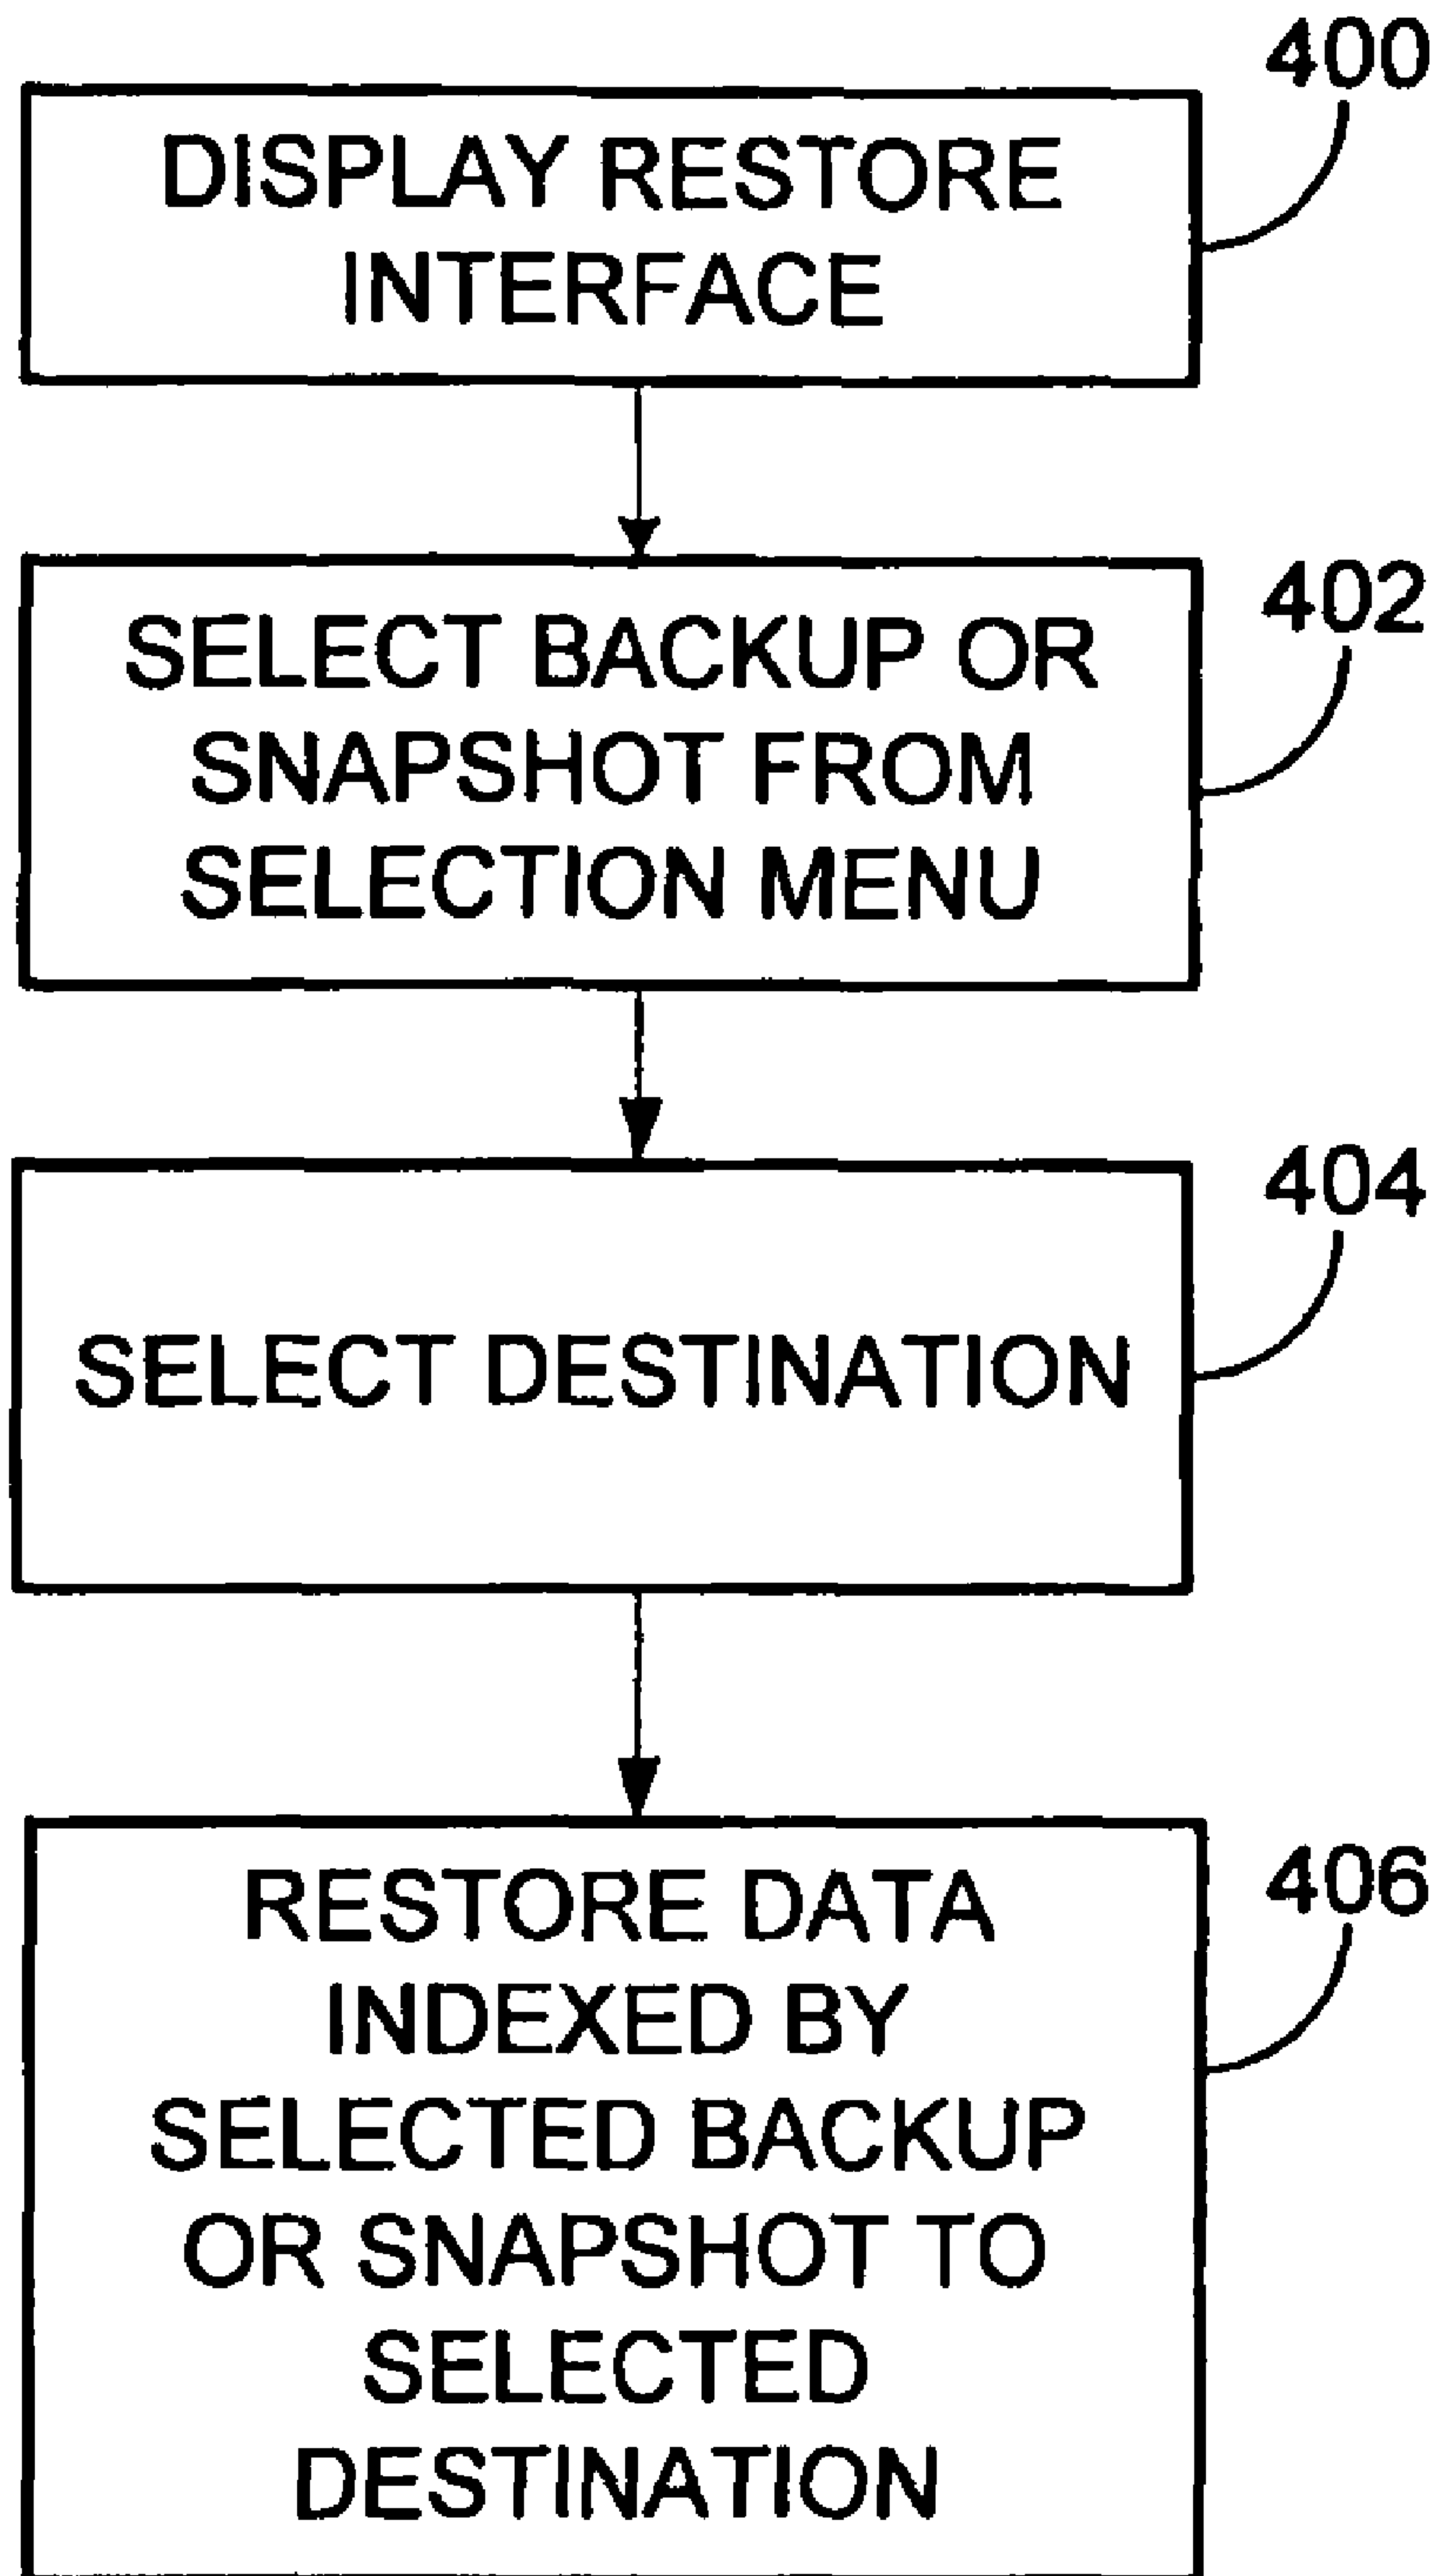 400
DISPLAY RESTORE
INTERFACE
402
SELECT BACKUP OR
SNAPSHOT FROM
SELECTION MENU
404
SELECT DESTINATION
406
RESTORE DATA
INDEXED BY
SELECTED BACKUP
OR SNAPSHOT TO
SELECTED
DESTINATION